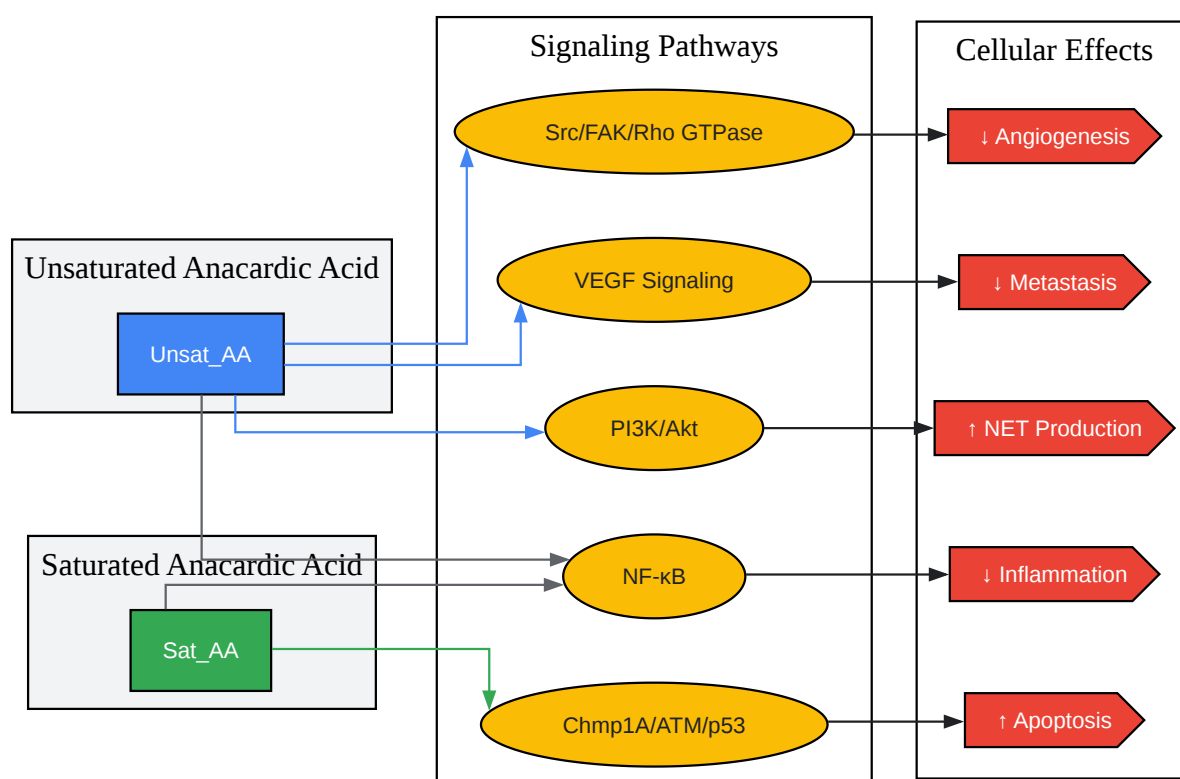 Signaling Pathways
Cellular Effects
Src/FAK/Rho GTPase
↓ Angiogenesis
Unsaturated Anacardic Acid
VEGF Signaling
↓ Metastasis
Unsat_AA
PI3K/Akt
↑ NET Production
Saturated Anacardic Acid
NF-κB
↓ Inflammation
Sat_AA
Chmp1A/ATM/p53
↑ Apoptosis